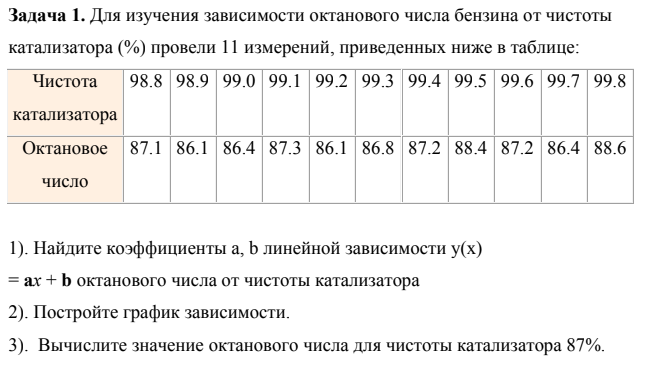 Задача 1. Для изучения зависимости октанового числа бензина от чистоты
катализатора (%) провели 11 измерений, приведенных ниже в таблице:
Чистота катализатора 98.8 98.9 99.0 99.1 99.2 99.3 99.4 99.5 99.6 99.7 99.8
Октановое число 87.1 86.1 86.4 87.3 86.1 86.8 87.2 88.4 87.2 86.4 88.6
1). Найдите коэффициенты a, b линейной зависимости y(x)
= ax + b октанового числа от чистоты катализатора
2). Постройте график зависимости.
3). Вычислите значение октанового числа для чистоты катализатора 87%.